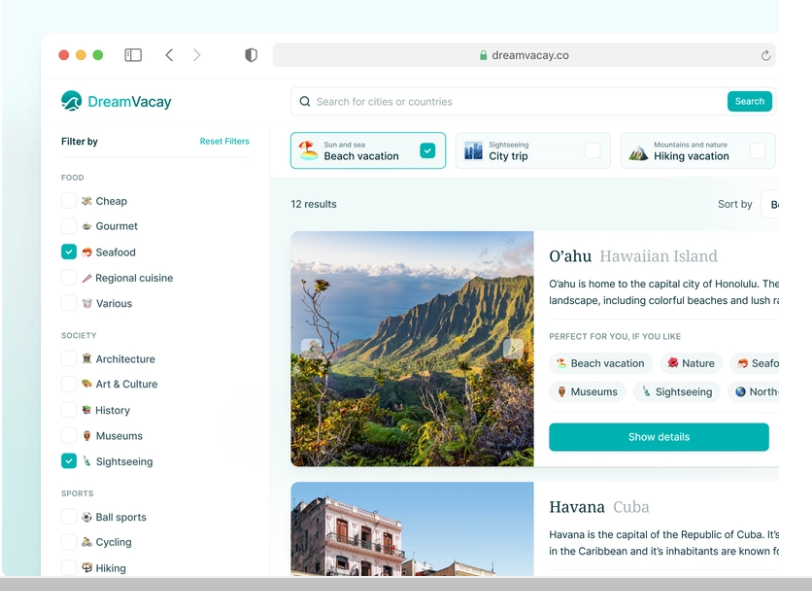 dreamvacay.co
DreamVacay
Search for cities or countries
Search
Filter by
Reset Filters
Sun and sea
Beach vacation
Sightseeing
City trip
Mountains and nature
Hiking vacation
FOOD
Cheap
Gourmet
Seafood
Regional cuisine
Various
SOCIETY
Architecture
Art & Culture
History
Museums
Sightseeing
SPORTS
Ball sports
Cycling
Hiking
12 results
Sort by
O'ahu Hawaiian Island
O'ahu is home to the capital city of Honolulu. The
landscape, including colorful beaches and lush
PERFECT FOR YOU, IF YOU LIKE
Beach vacation Nature Seafo
Museums Sightseeing North
Show details
Havana Cuba
Havana is the capital of the Republic of Cuba. It's
in the Caribbean and it's inhabitants are known